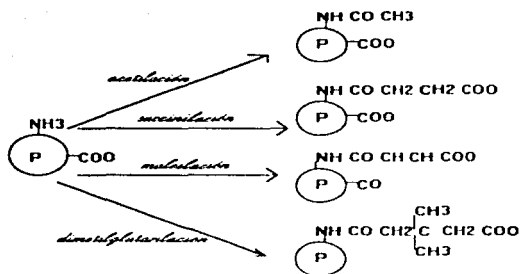 NH CO CH3
P
COO
acetilación
NH CO CH2 CH2 COO
NH3
succinilación
P
COO
P
COO
NH CO CH CH COO
maleilación
P
CO
CH3
NH CO CH2 C CH2 COO
dimetilglutarilación
CH3
P